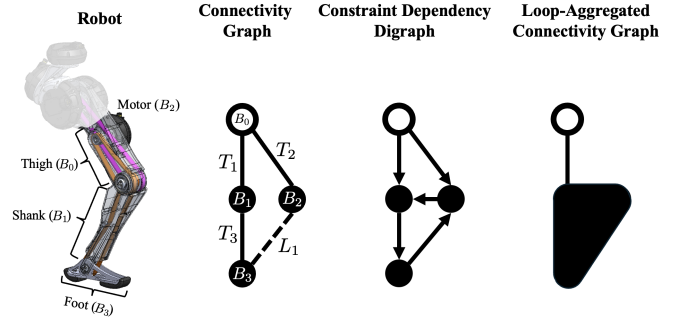 Robot
Connectivity
Graph
Constraint Dependency
Digraph
Loop-Aggregated
Connectivity Graph
Motor (B₂)
Thigh (B₀)
Shank (B₁)
Foot (B₃)
B₀
T₁
T₂
B₁
B₂
T₃
L₁
B₃